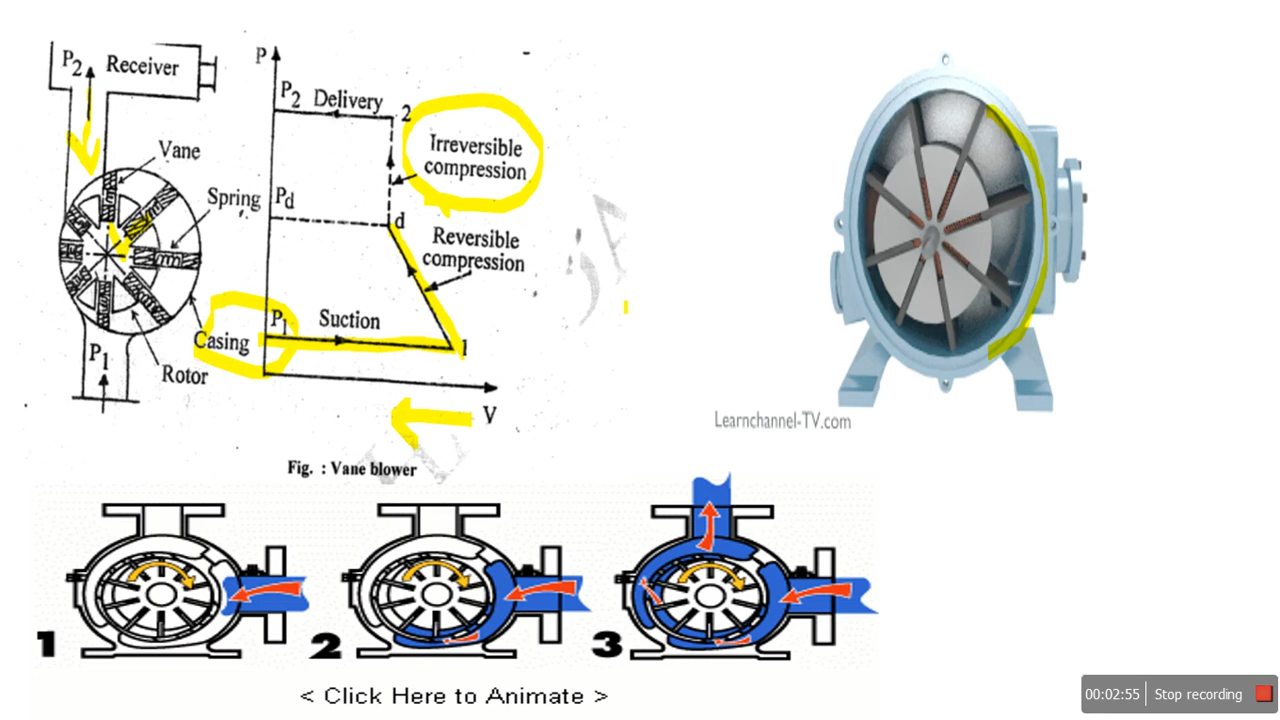 P2 Receiver
Vane
Spring
Casing
Rotor
P1
P
P2 Delivery 2
Irreversible
compression
Pd
d
Reversible
compression
P1 Suction 1
V
Fig. : Vane blower
Learnchannel-TV.com
1 2 3
< Click Here to Animate >
00:02:55 Stop recording